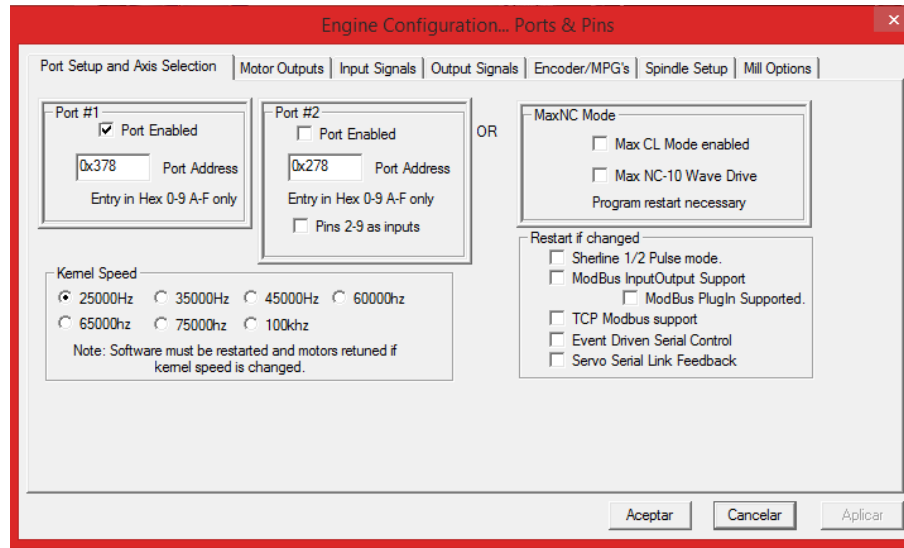 Engine Configuration... Ports & Pins
Port Setup and Axis Selection Motor Outputs Input Signals Output Signals Encoder/MPG's Spindle Setup Mill Options
Port #1
Port Enabled
0x378 Port Address
Entry in Hex 0-9 A-F only
Port #2
Port Enabled
0x278 Port Address
Entry in Hex 0-9 A-F only
Pins 2-9 as inputs
OR
MaxNC Mode
Max CL Mode enabled
Max NC-10 Wave Drive
Program restart necessary
Kernel Speed
25000Hz 35000Hz 45000Hz 60000hz
65000hz 75000hz 100khz
Note: Software must be restarted and motors retuned if
kernel speed is changed.
Restart if changed
Sherline 1/2 Pulse mode.
ModBus InputOutput Support
ModBus PlugIn Supported.
TCP Modbus support
Event Driven Serial Control
Servo Serial Link Feedback
Aceptar Cancelar Aplicar